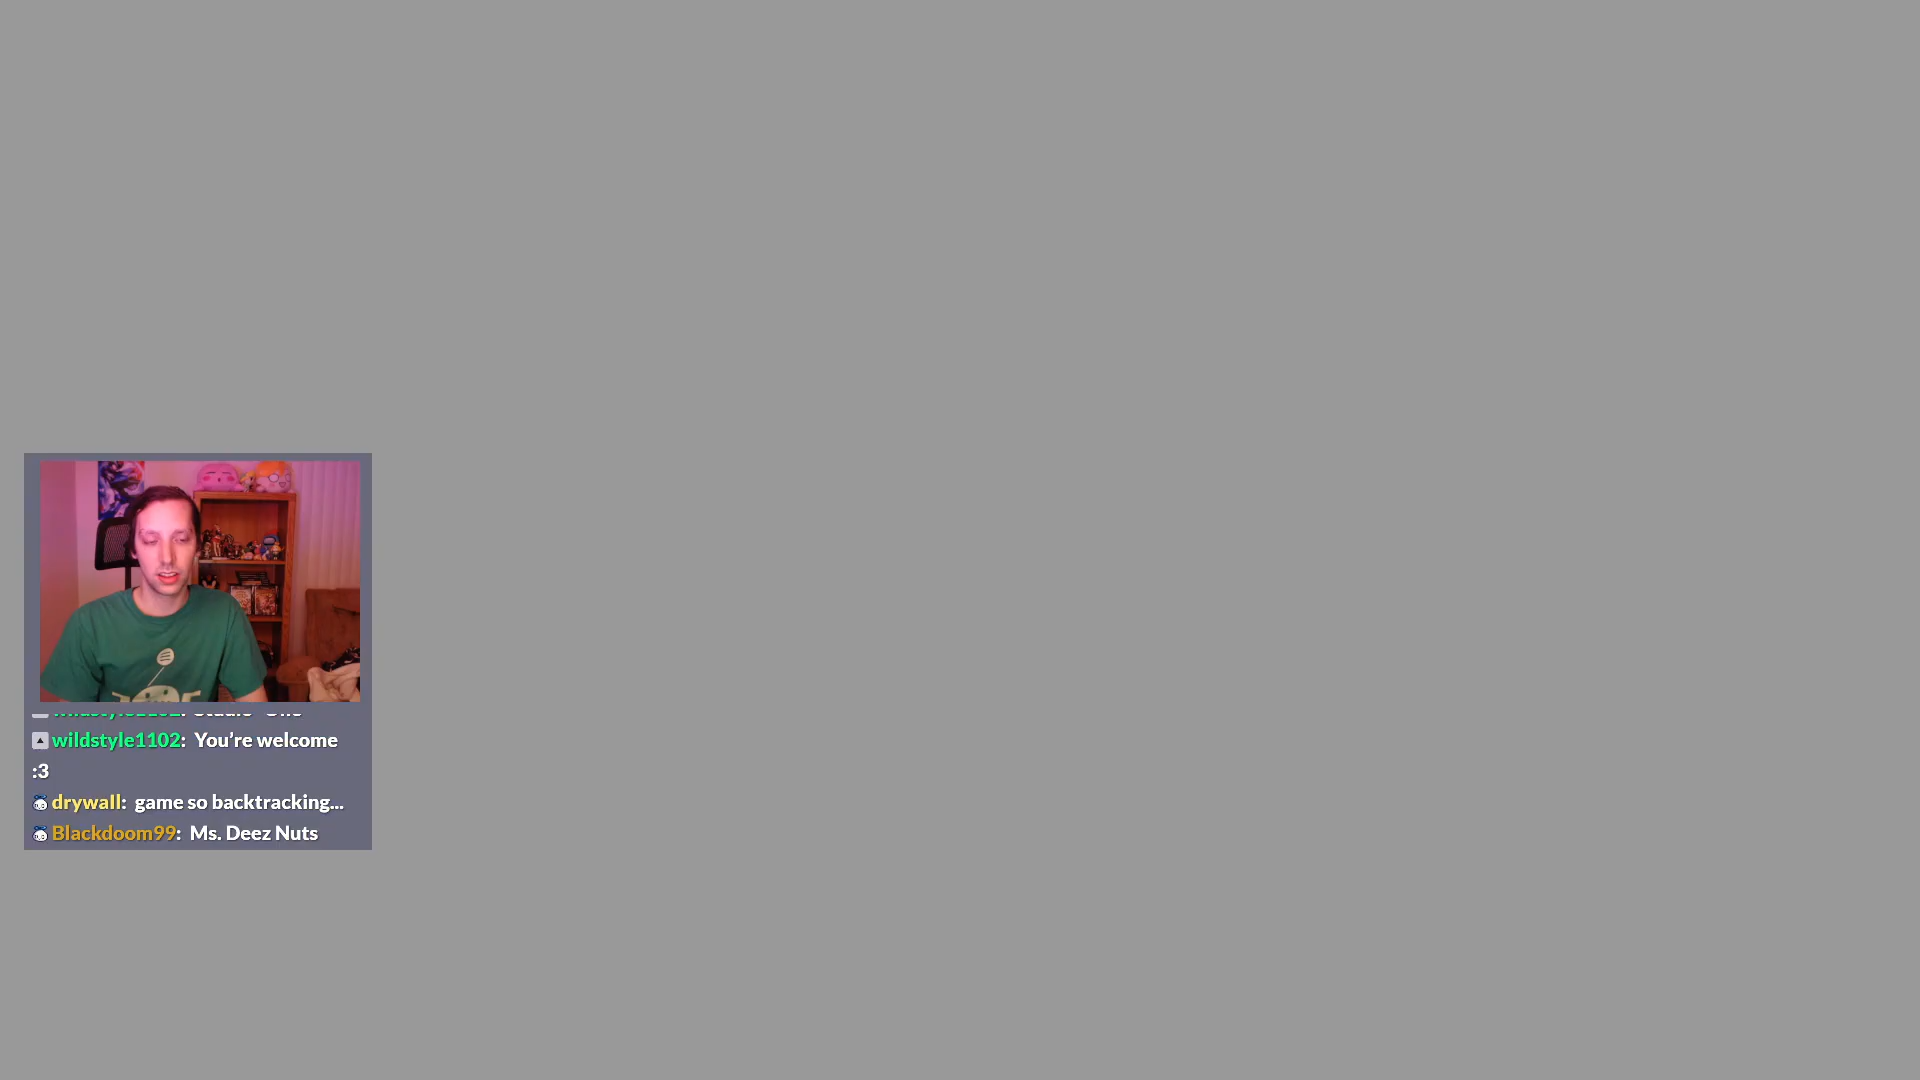 wildstyle1102: You're welcome
:3
drywall: game so backtracking...
Blackdoom99: Ms. Deez Nuts